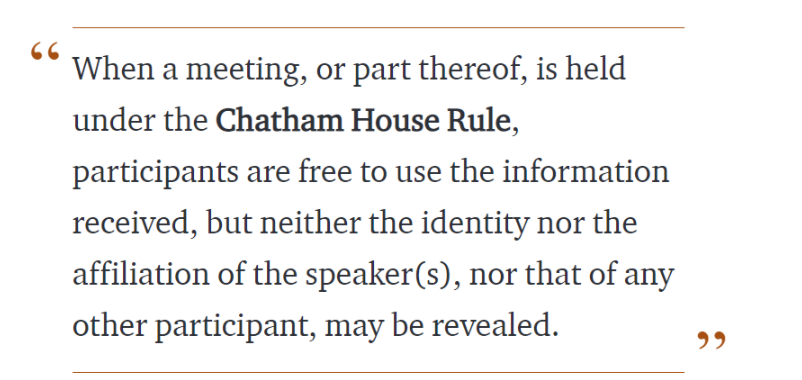 “ When a meeting, or part thereof, is held
under the Chatham House Rule,
participants are free to use the information
received, but neither the identity nor the
affiliation of the speaker(s), nor that of any
other participant, may be revealed. ”